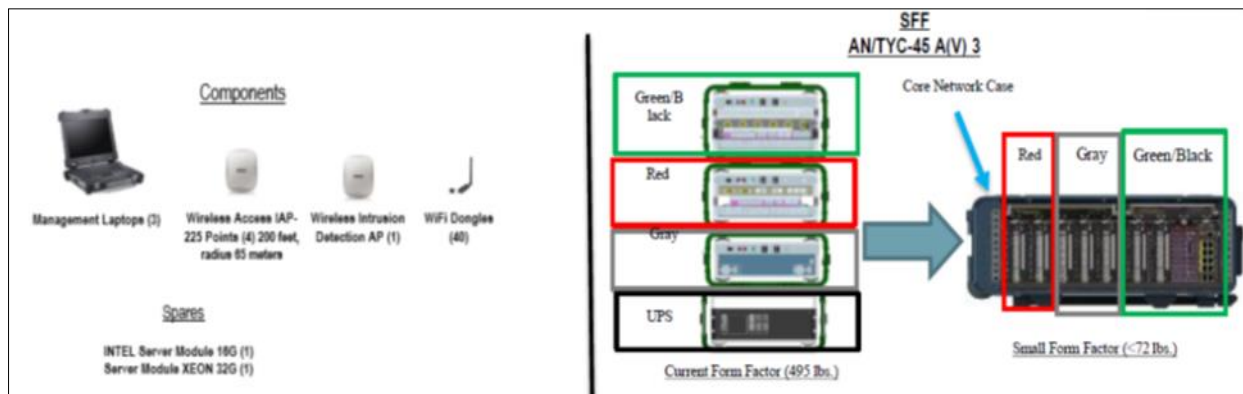 SFF
AN/TYC-45 A(V) 3
Components
Management Laptops (3)
Wireless Access IAP-
225 Points (4) 200 feet,
radius 65 meters
Wireless Intrusion
Detection AP (1)
WiFi Dongles
(40)
Spares
INTEL Server Module 16G (1)
Server Module XEON 32G (1)
Green/B
lack
Red
Gray
UPS
Current Form Factor (495 lbs.)
Core Network Case
Red
Gray
Green/Black
Small Form Factor (<72 lbs.)